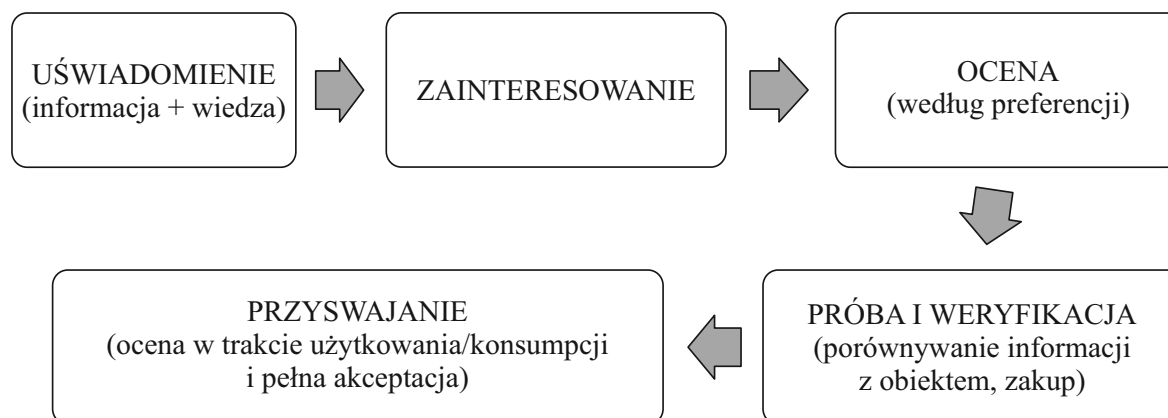 UŚWIADOMIENIE
(informacja + wiedza)
ZAINTERESOWANIE
OCENA
(według preferencji)
PRÓBA I WERYFIKACJA
(porównywanie informacji
z obiektem, zakup)
PRZYSWAJANIE
(ocena w trakcie użytkowania/konsumpcji
i pełna akceptacja)